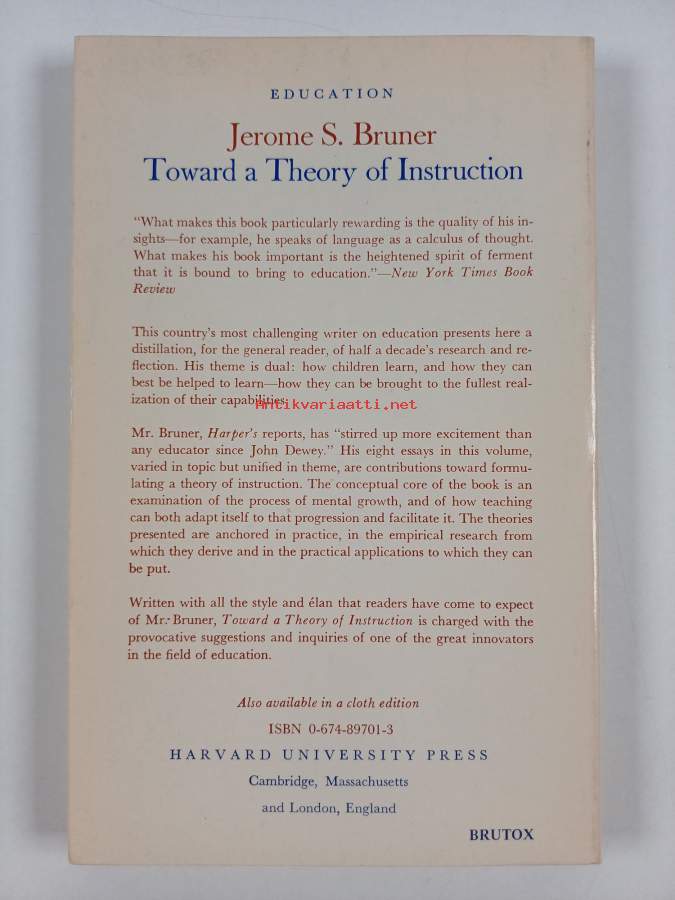 EDUCATION
Jerome S. Bruner
Toward a Theory of Instruction
“What makes this book particularly rewarding is the quality of his in-
sights—for example, he speaks of language as a calculus of thought.
What makes his book important is the heightened spirit of ferment
that it is bound to bring to education.”—New York Times Book
Review
This country’s most challenging writer on education presents here a
distillation, for the general reader, of half a decade’s research and re-
flection. His theme is dual: how children learn, and how they can
best be helped to learn—how they can be brought to the fullest real-
ization of their capabilities.
Antikvariaatti.net
Mr. Bruner, Harper’s reports, has “stirred up more excitement than
any educator since John Dewey.” His eight essays in this volume,
varied in topic but unified in theme, are contributions toward formu-
lating a theory of instruction. The conceptual core of the book is an
examination of the process of mental growth, and of how teaching
can both adapt itself to that progression and facilitate it. The theories
presented are anchored in practice, in the empirical research from
which they derive and in the practical applications to which they can
be put.
Written with all the style and élan that readers have come to expect
of Mr. Bruner, Toward a Theory of Instruction is charged with the
provocative suggestions and inquiries of one of the great innovators
in the field of education.
Also available in a cloth edition
ISBN 0-674-89701-3
HARVARD UNIVERSITY PRESS
Cambridge, Massachusetts
and London, England
BRUTOX